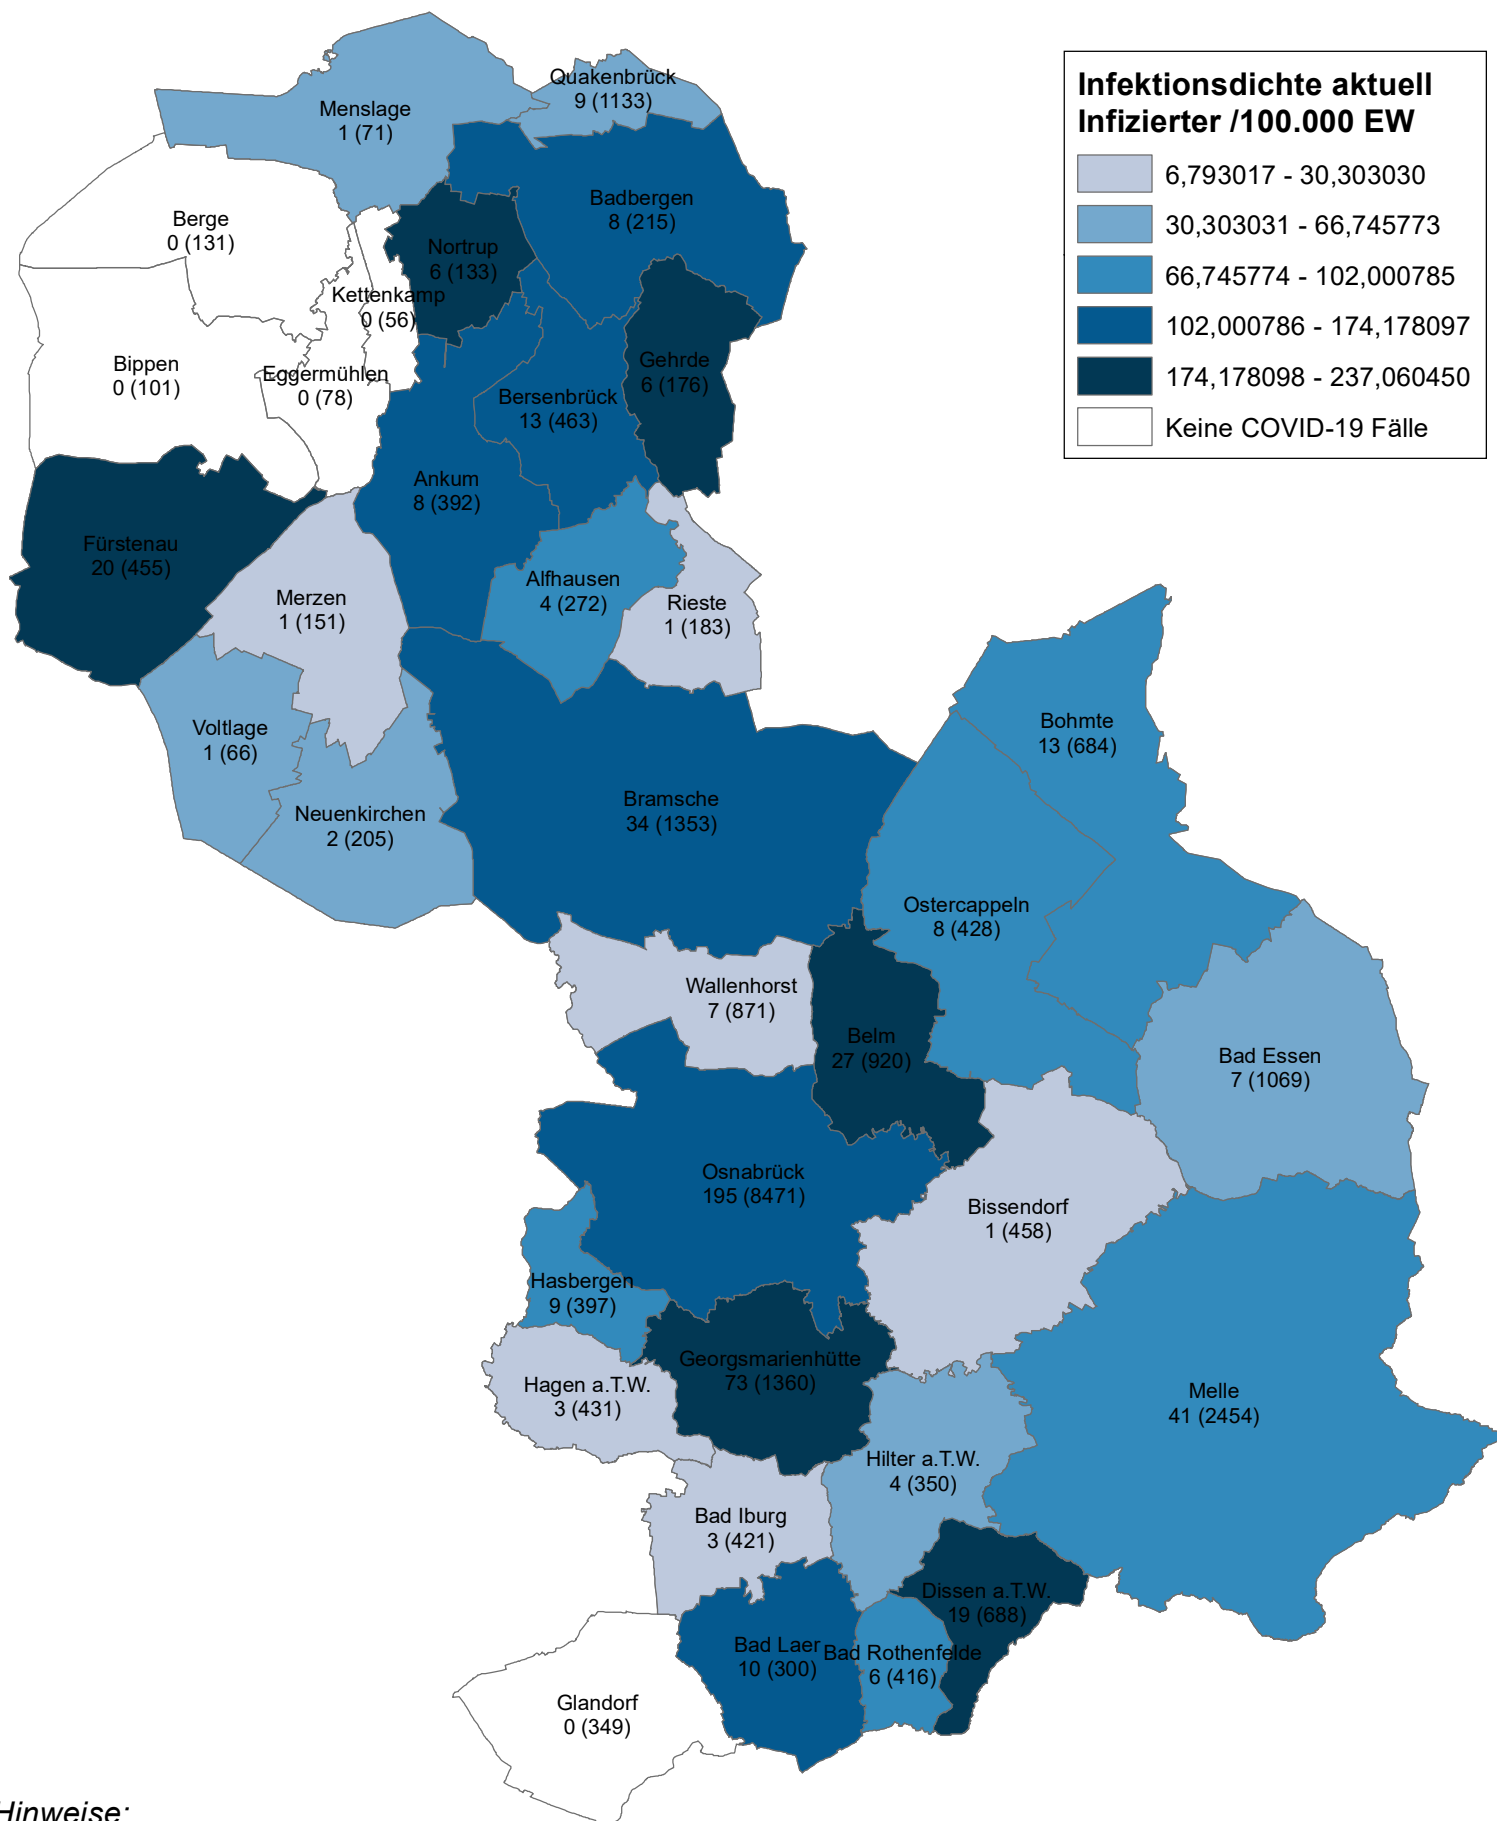 Infektionsdichte aktuell
Infizierter /100.000 EW
6,793017 - 30,303030
30,303031 - 66,745773
66,745774 - 102,000785
102,000786 - 174,178097
174,178098 - 237,060450
Keine COVID-19 Fälle
Quakenbrück
9 (1133)
Menslage
1 (71)
Badbergen
8 (215)
Berge
0 (131)
Nortrup
6 (133)
Kettenkamp
0 (56)
Bippen
0 (101)
Eggermühlen
0 (78)
Gehrde
6 (176)
Bersenbrück
13 (463)
Ankum
8 (392)
Fürstenau
20 (455)
Alfhausen
4 (272)
Merzen
1 (151)
Rieste
1 (183)
Voltlage
1 (66)
Bohmte
13 (684)
Neuenkirchen
2 (205)
Bramsche
34 (1353)
Ostercappeln
8 (428)
Wallenhorst
7 (871)
Belm
27 (920)
Bad Essen
7 (1069)
Osnabrück
195 (8471)
Bissendorf
1 (458)
Hasbergen
9 (397)
Georgsmarienhütte
73 (1360)
Hagen a.T.W.
3 (431)
Melle
41 (2454)
Hilter a.T.W.
4 (350)
Bad Iburg
3 (421)
Dissen a.T.W.
19 (688)
Bad Laer
10 (300)
Bad Rothenfelde
6 (416)
Glandorf
0 (349)
Hinweise: